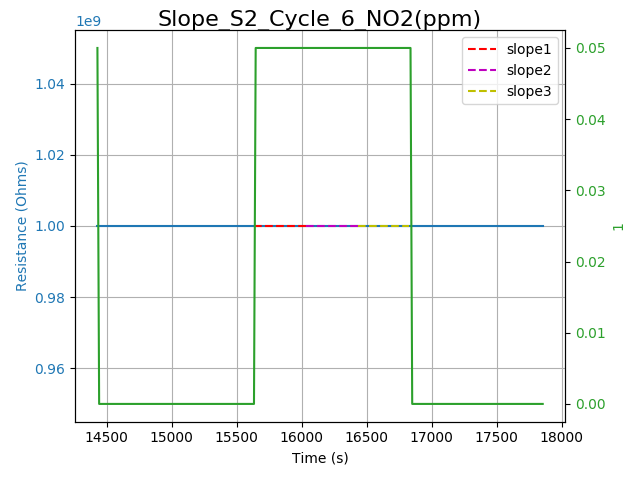 Slope_S2_Cycle_6_NO2(ppm)
1e9
slope1
slope2
slope3
1.04
1.02
1.00
0.98
0.96
Resistance (Ohms)
0.05
0.04
0.03
0.02
0.01
0.00
1
14500 15000 15500 16000 16500 17000 17500 18000
Time (s)